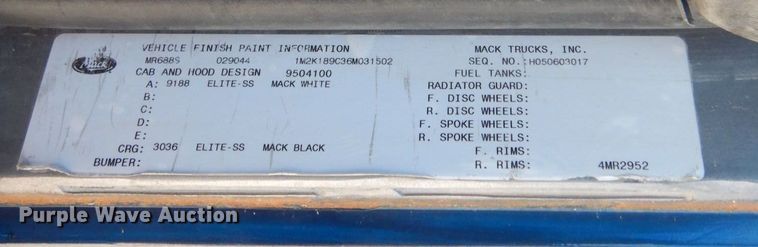 VEHICLE FINISH PAINT INFORMATION MACK TRUCKS, INC.
Mack MR688S 029044 1M2K189C36M031502 SEQ. NO.:H050603017
CAB AND HOOD DESIGN 9504100 FUEL TANKS:
A: 9188 ELITE-SS MACK WHITE RADIATOR GUARD:
B: F. DISC WHEELS:
C: R. DISC WHEELS:
D: F. SPOKE WHEELS:
E: R. SPOKE WHEELS:
CRG: 3036 ELITE-SS MACK BLACK F. RIMS:
BUMPER: R. RIMS: 4MR2952
Purple Wave Auction